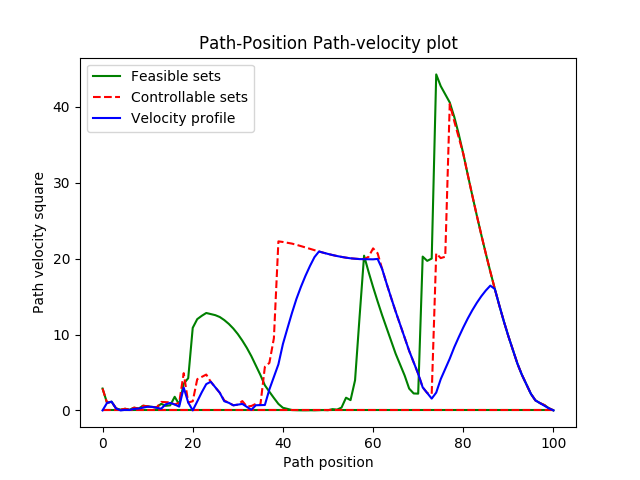 Path-Position Path-velocity plot
Feasible sets
Controllable sets
Velocity profile
Path velocity square
40
30
20
10
0
0 20 40 60 80 100
Path position